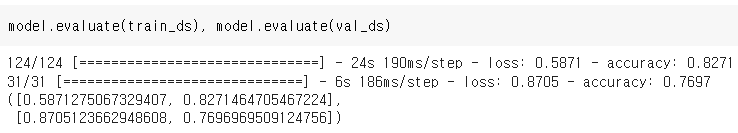 model.evaluate(train_ds), model.evaluate(val_ds)
124/124 [==============================] - 24s 190ms/step - loss: 0.5871 - accuracy: 0.8271
31/31 [==============================] - 6s 186ms/step - loss: 0.8705 - accuracy: 0.7697
([0.5871275067329407, 0.8271464705467224],
[0.8705123662948608, 0.7696969509124756])